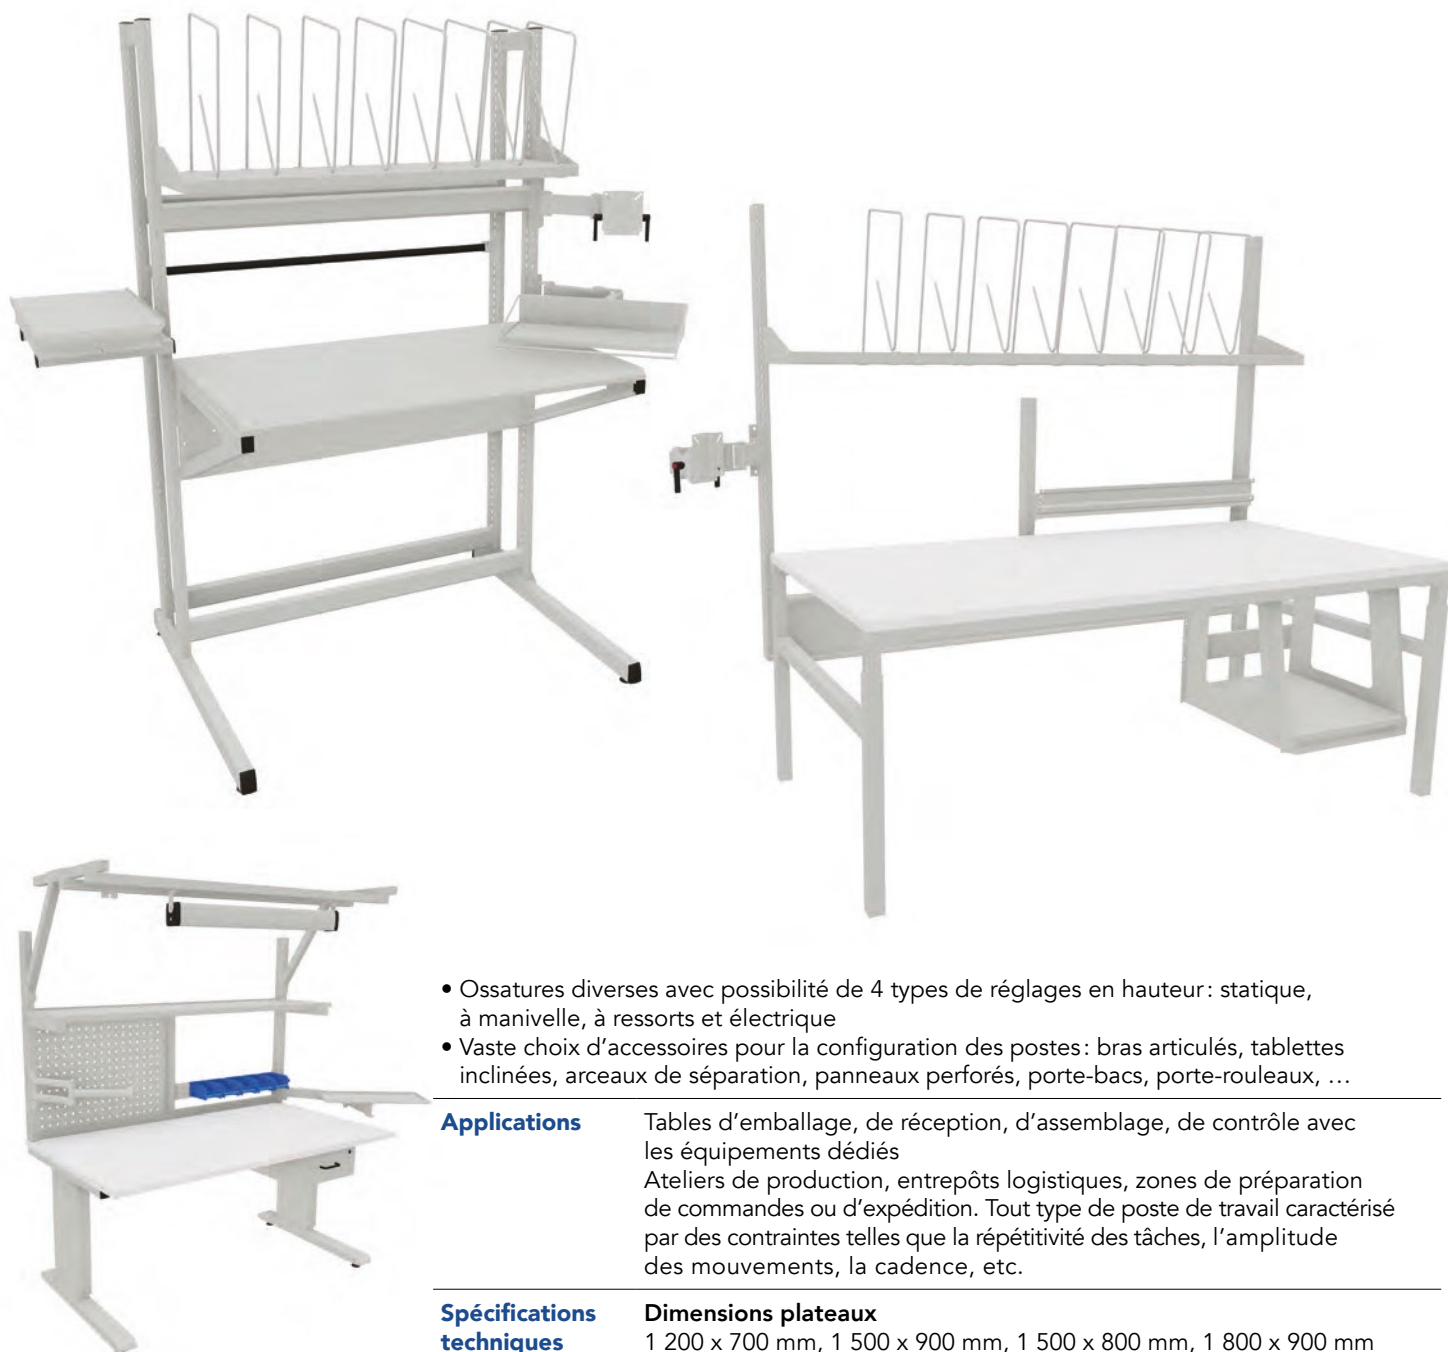 • Ossatures diverses avec possibilité de 4 types de réglages en hauteur : statique,
à manivelle, à ressorts et électrique
• Vaste choix d’accessoires pour la configuration des postes : bras articulés, tablettes
inclinées, arceaux de séparation, panneaux perforés, porte-bacs, porte-rouleaux, …
Applications
Tables d’emballage, de réception, d’assemblage, de contrôle avec
les équipements dédiés
Ateliers de production, entrepôts logistiques, zones de préparation
de commandes ou d’expédition. Tout type de poste de travail caractérisé
par des contraintes telles que la répétitivité des tâches, l’amplitude
des mouvements, la cadence, etc.
Spécifications
techniques
Dimensions plateaux
1 200 x 700 mm, 1 500 x 900 mm, 1 500 x 800 mm, 1 800 x 900 mm